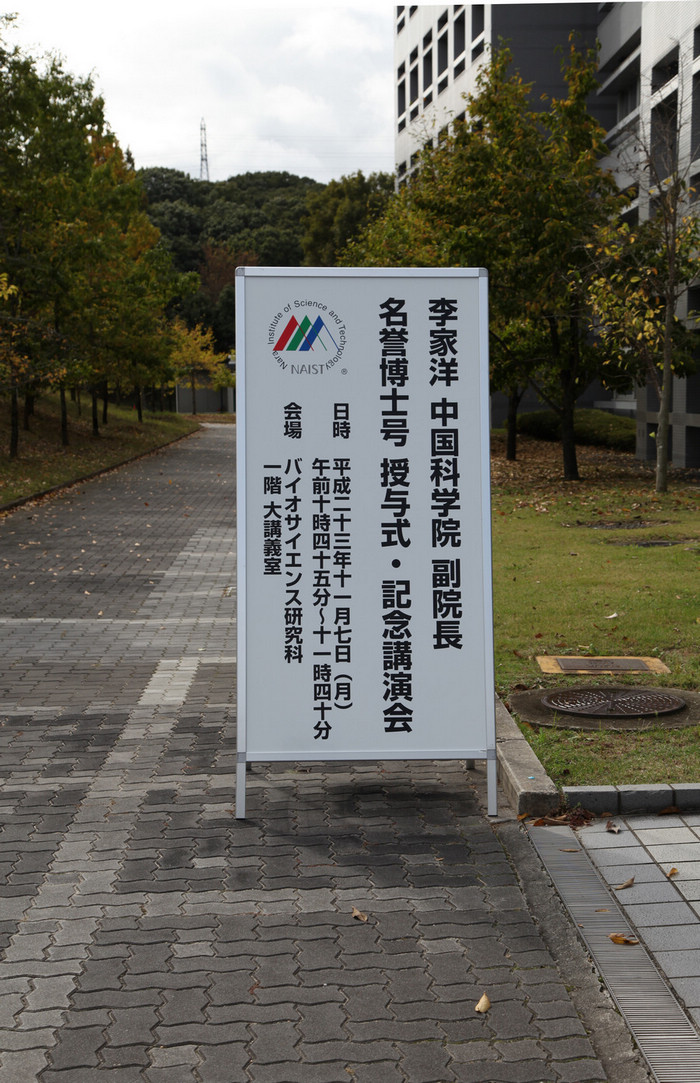 李家洋 中国科学院 副院長
名誉博士号 授与式・記念講演会
日時 平成二十三年十一月七日(月)
午前十時四十五分～十一時四十分
会場 バイオサイエンス研究科
一階 大講義室
Nara Institute of Science and Technology
NAIST
®